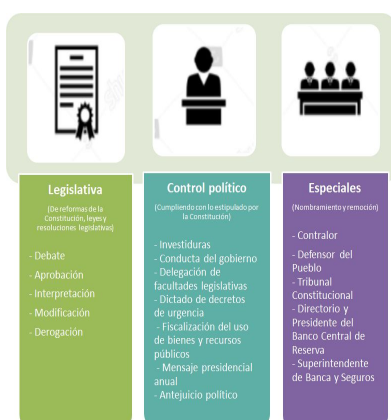 Legislativa
(De reformas de la
Constitución, leyes y
resoluciones legislativas)
- Debate
- Aprobación
- Interpretación
- Modificación
- Derogación
Control político
(Cumpliendo con lo estipulado por
la Constitución)
- Investiduras
- Conducta del gobierno
- Delegación de
facultades legislativas
- Dictado de decretos
de urgencia
- Fiscalización del uso
de bienes y recursos
públicos
- Mensaje presidencial
anual
- Antejuicio político
Especiales
(Nombramiento y remoción)
- Contralor
- Defensor del
Pueblo
- Tribunal
Constitucional
- Directorio y
Presidente del
Banco Central de
Reserva
- Superintendente
de Banca y Seguros